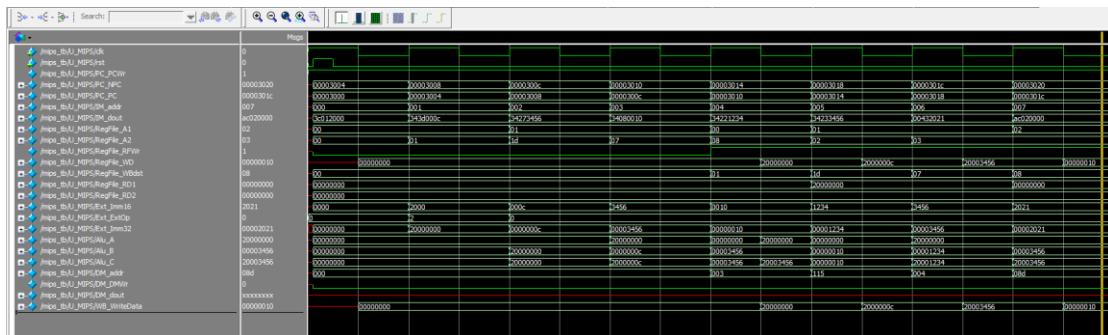 Search:
Msgs
/mips_tb/U_MIPS/clk 0
/mips_tb/U_MIPS/rst 0
/mips_tb/U_MIPS/PC_PCWr 1
/mips_tb/U_MIPS/PC_NPC 00003020 00003004 00003008 0000300c 00003010 00003014 00003018 0000301c 00003020
/mips_tb/U_MIPS/PC_PC 0000301c 00003000 00003004 00003008 0000300c 00003010 00003014 00003018 0000301c
/mips_tb/U_MIPS/IM_addr 007 000 001 002 003 004 005 006 007
/mips_tb/U_MIPS/IM_dout ac020000 3c012000 343d000c 34273456 34080010 34221234 34233456 00432021 ac020000
/mips_tb/U_MIPS/RegFile_A1 02 00 01 00 01 02
/mips_tb/U_MIPS/RegFile_A2 03 00 01 1d 07 08 02 03
/mips_tb/U_MIPS/RegFile_RFWr 1
/mips_tb/U_MIPS/RegFile_WD 00000010 00000000 20000000 2000000c 20003456 00000010
/mips_tb/U_MIPS/RegFile_WBdst 08 00 01 1d 07 08
/mips_tb/U_MIPS/RegFile_RD1 00000000 00000000 20000000 00000000
/mips_tb/U_MIPS/RegFile_RD2 00000000 00000000
/mips_tb/U_MIPS/Ext_Imm16 2021 0000 2000 000c 3456 0010 1234 3456 2021
/mips_tb/U_MIPS/Ext_ExtOp 0 0 2 0
/mips_tb/U_MIPS/Ext_Imm32 00002021 00000000 20000000 0000000c 00003456 00000010 00001234 00003456 00002021
/mips_tb/U_MIPS/Alu_A 20000000 00000000 20000000 00000000 20000000 00000000 20000000
/mips_tb/U_MIPS/Alu_B 00003456 00000000 20000000 0000000c 00003456 00000010 00001234 00003456
/mips_tb/U_MIPS/Alu_C 20003456 00000000 20000000 2000000c 00003456 20003456 00000010 20001234 20003456
/mips_tb/U_MIPS/DM_addr 08d 000 003 115 004 08d
/mips_tb/U_MIPS/DM_DMWr 0
/mips_tb/U_MIPS/DM_dout xxxxxxxx
/mips_tb/U_MIPS/WB_WriteData 00000010 00000000 20000000 2000000c 20003456 00000010